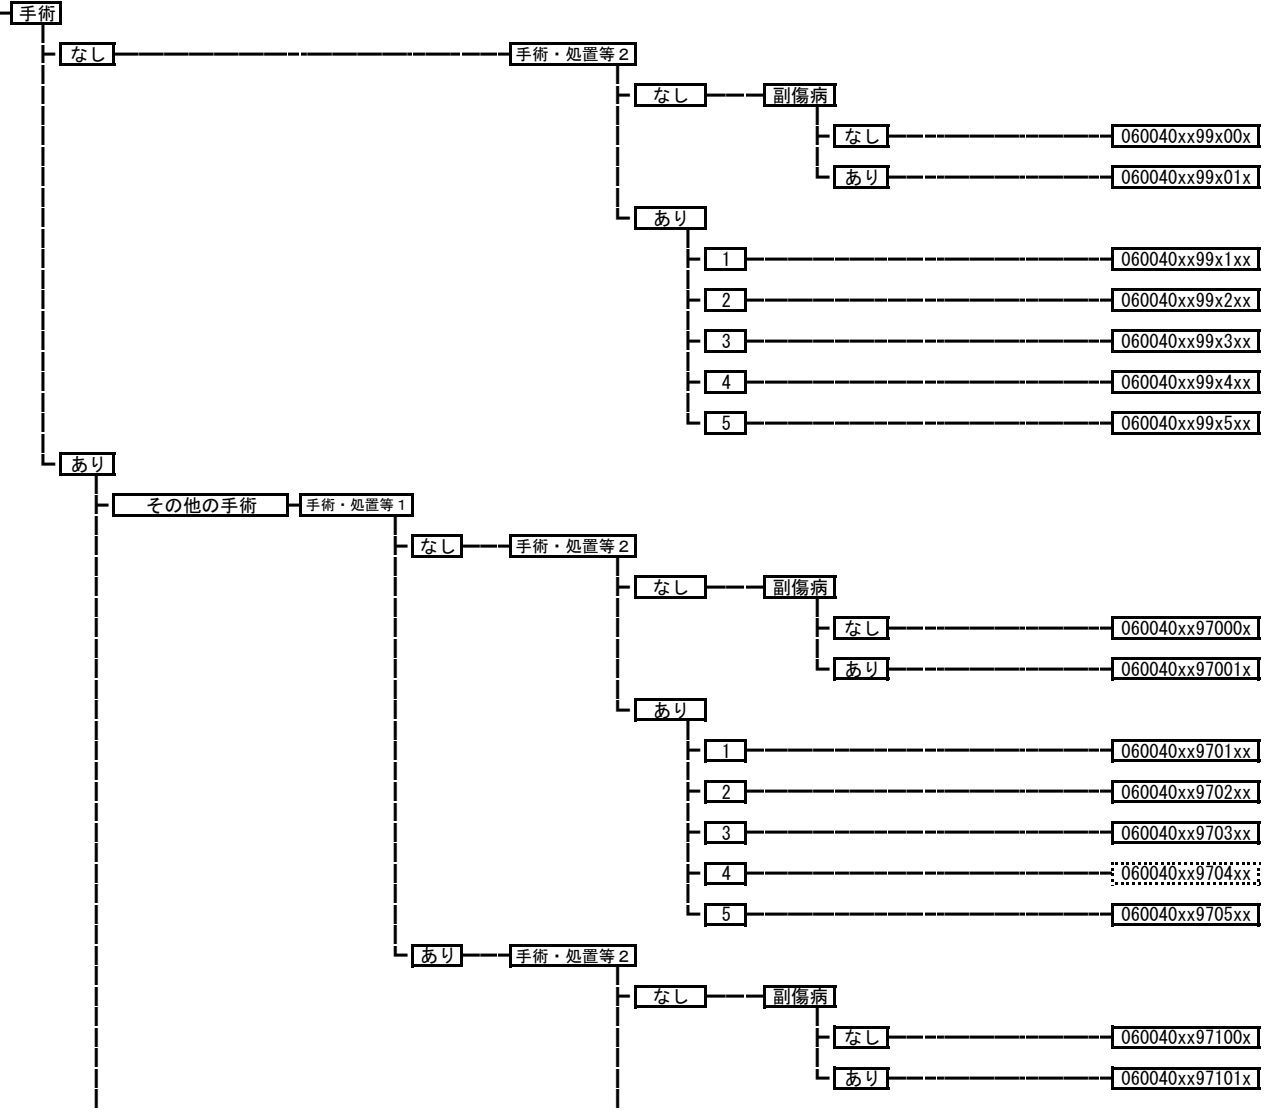 手術
なし 手術・処置等２
なし 副傷病
なし 060040xx99x00x
あり 060040xx99x01x
あり
1 060040xx99x1xx
2 060040xx99x2xx
3 060040xx99x3xx
4 060040xx99x4xx
5 060040xx99x5xx
あり
その他の手術 手術・処置等１
なし 手術・処置等２
なし 副傷病
なし 060040xx97000x
あり 060040xx97001x
あり
1 060040xx9701xx
2 060040xx9702xx
3 060040xx9703xx
4 060040xx9704xx
5 060040xx9705xx
あり 手術・処置等２
なし 副傷病
なし 060040xx97100x
あり 060040xx97101x